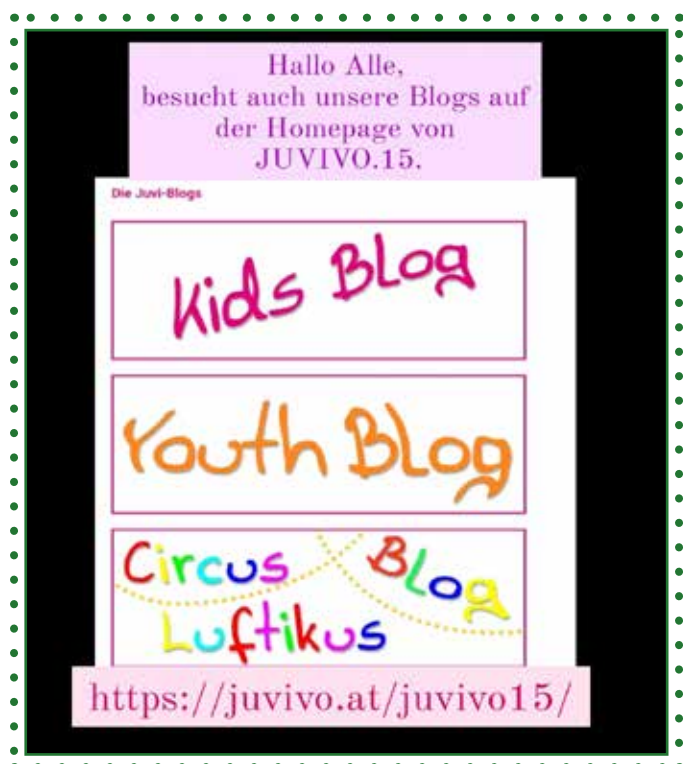 Hallo Alle,
besucht auch unsere Blogs auf
der Homepage von
JUVIVO.15.
Die Juvi-Blogs
Kids Blog
Youth Blog
Circus Blog
Luftikus
https://juvivo.at/juvivo15/